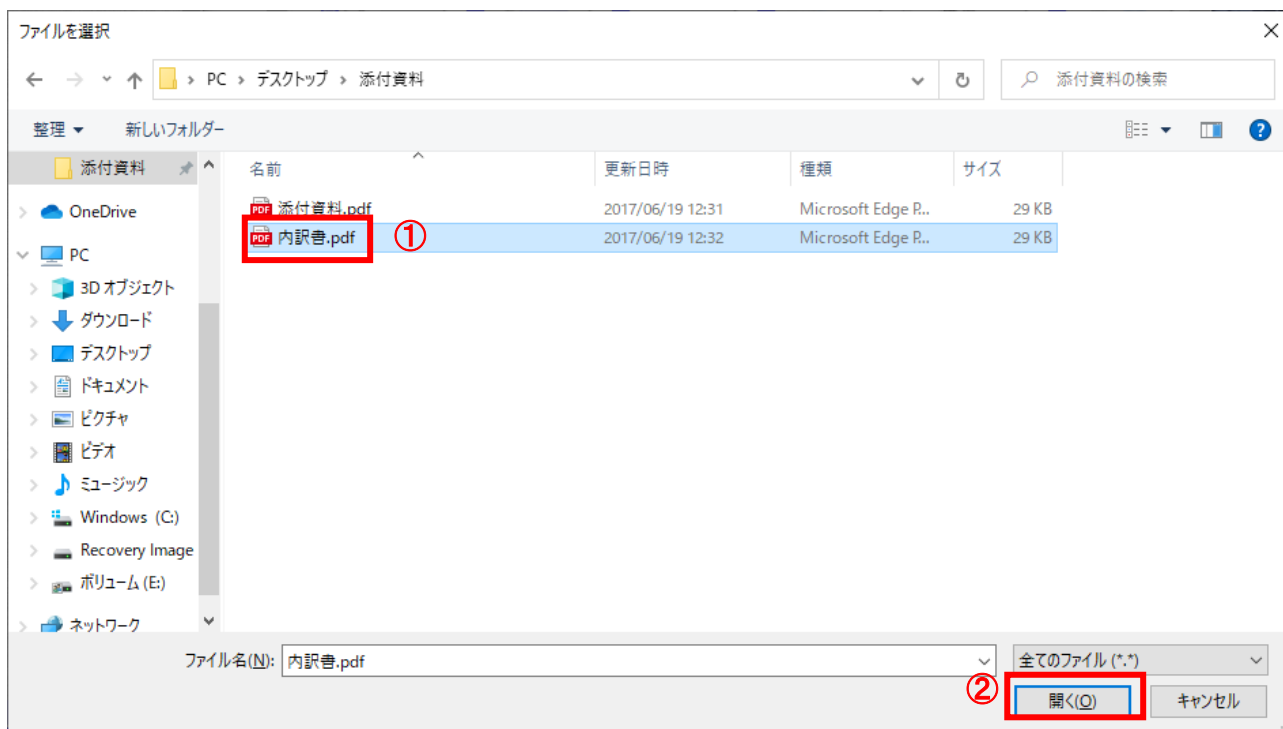 ファイルを選択
PC › デスクトップ › 添付資料
添付資料の検索
整理
新しいフォルダー
添付資料
OneDrive
PC
3D オブジェクト
ダウンロード
デスクトップ
ドキュメント
ピクチャ
ビデオ
ミュージック
Windows (C:)
Recovery Image
ボリューム (E:)
ネットワーク
名前 更新日時 種類 サイズ
添付資料.pdf 2017/06/19 12:31 Microsoft Edge P... 29 KB
内訳書.pdf ① 2017/06/19 12:32 Microsoft Edge P... 29 KB
ファイル名(N): 内訳書.pdf 全てのファイル (*.*)
② 開く(O) キャンセル